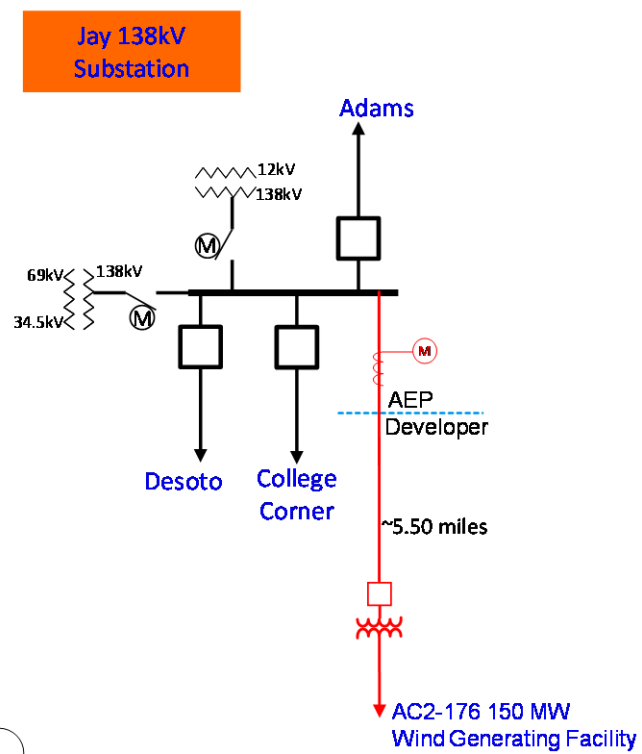 Jay 138kV
Substation
Adams
12kV
138kV
M
69kV
138kV
34.5kV
M
M
AEP
Developer
Desoto
College
Corner
~5.50 miles
AC2-176 150 MW
Wind Generating Facility